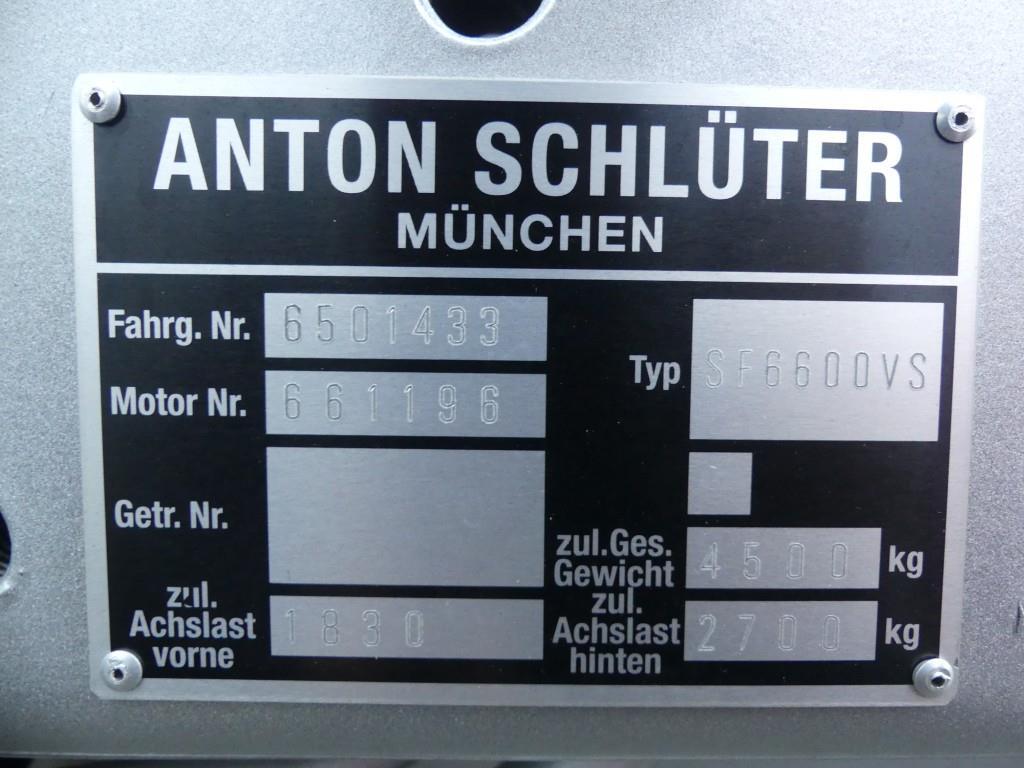 ANTON SCHLÜTER
MÜNCHEN
Fahrg. Nr. 6501433
Motor Nr. 661196
Getr. Nr.
zul.
Achslast
vorne
1830
Typ SF6600VS
zul.Ges.
Gewicht
4500 kg
zul.
Achslast
hinten
2700 kg